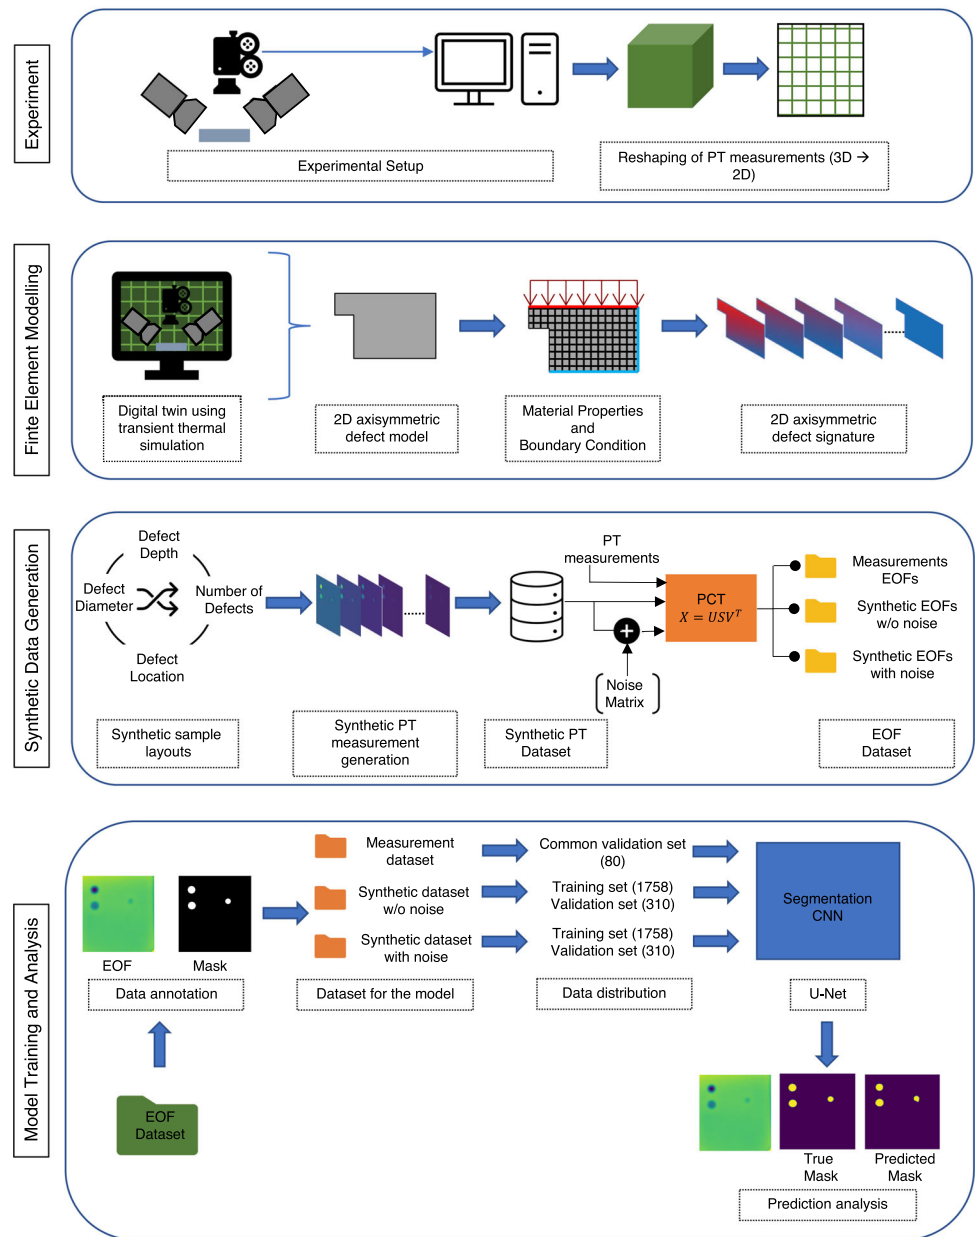 Experiment
Experimental Setup
Reshaping of PT measurements (3D →
2D)
Finte Element Modelling
Digital twin using
transient thermal
simulation
2D axisymmetric
defect model
Material Properties
and
Boundary Condition
2D axisymmetric
defect signature
Synthetic Data Generation
Defect
Depth
Defect
Diameter
Number of
Defects
Defect
Location
Synthetic sample
layouts
Synthetic PT
measurement
generation
Synthetic PT
Dataset
PT
measurements
Noise
Matrix
PCT
X = USV^T
Measurements
EOFs
Synthetic EOFs
w/o noise
Synthetic EOFs
with noise
EOF
Dataset
Model Training and Analysis
EOF
Mask
Data annotation
EOF
Dataset
Measurement
dataset
Synthetic dataset
w/o noise
Synthetic dataset
with noise
Dataset for the model
Common validation set
(80)
Training set (1758)
Validation set (310)
Training set (1758)
Validation set (310)
Data distribution
Segmentation
CNN
U-Net
True
Mask
Predicted
Mask
Prediction analysis